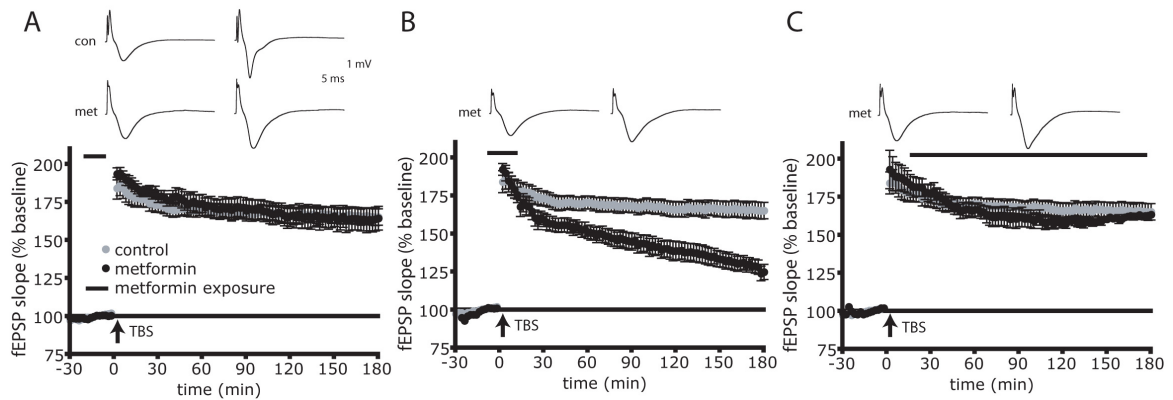 A
B
C
con
1 mV
5 ms
met
met
met
fEPSP slope (% baseline)
200
175
150
125
100
75
control
metformin
metformin exposure
TBS
-30 0 30 60 90 120 150 180
time (min)
fEPSP slope (% baseline)
200
175
150
125
100
75
TBS
-30 0 30 60 90 120 150 180
time (min)
fEPSP slope (% baseline)
200
175
150
125
100
75
TBS
-30 0 30 60 90 120 150 180
time (min)